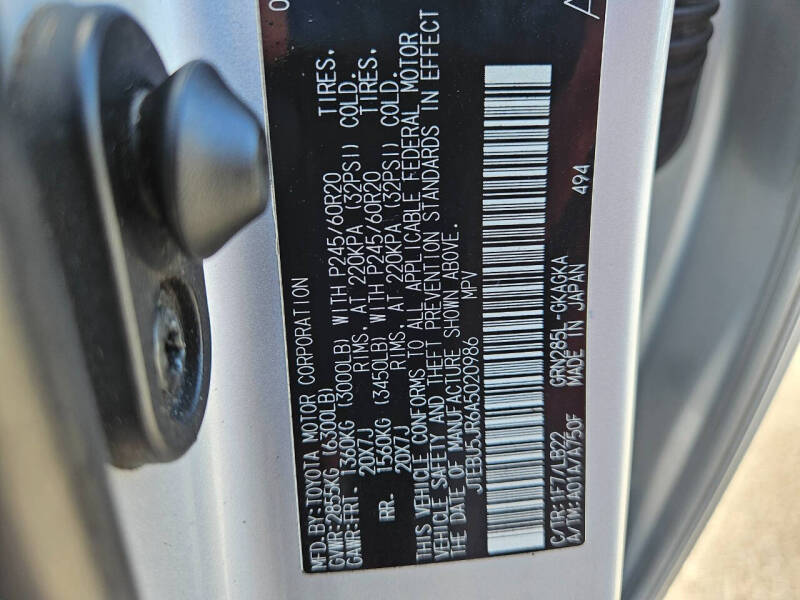 MFD.BY:TOYOTA MOTOR CORPORATION
GVWR:2855KG (6300LB)
GAWR:FRT. 1360KG (3000LB) WITH P245/60R20 TIRES.
20X7J RIMS, AT 220KPA (32PSI) COLD.
RR. 1560KG (3450LB) WITH P245/60R20 TIRES.
20X7J RIMS, AT 220KPA (32PSI) COLD.
THIS VEHICLE CONFORMS TO ALL APPLICABLE FEDERAL MOTOR
VEHICLE SAFETY AND THEFT PREVENTION STANDARDS IN EFFECT
ON THE DATE OF MANUFACTURE SHOWN ABOVE.
JTEBU5JR6A5020986 MPV
494
C/TR:1F7/LB22 GRN285L-GKAGKA
A/TM:A01A/A750F MADE IN JAPAN